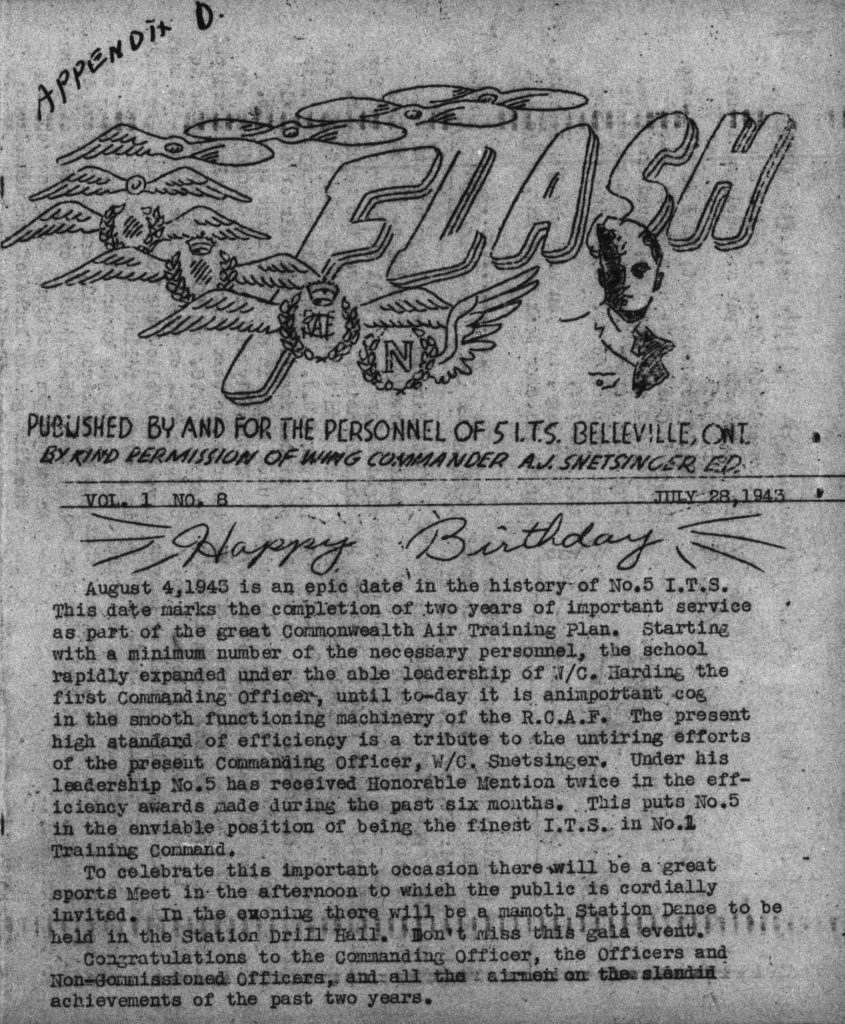 APPENDIX D.
FLASH
RAF
N
PUBLISHED BY AND FOR THE PERSONNEL OF 5 I.T.S. BELLEVILLE, ONT.
BY KIND PERMISSION OF WING COMMANDER A.J. SNETSINGER E.D.
VOL. 1 NO. 8 JULY 28,1943
Happy Birthday
August 4,1943 is an epic date in the history of No.5 I.T.S.
This date marks the completion of two years of important service
as part of the great Commonwealth Air Training Plan. Starting
with a minimum number of the necessary personnel, the school
rapidly expanded under the able leadership of W/C. Harding the
first Commanding Officer, until to-day it is animportant cog
in the smooth functioning machinery of the R.C.A.F. The present
high standard of efficiency is a tribute to the untiring efforts
of the present Commanding Officer, W/C. Snetsinger. Under his
leadership No.5 has received Honorable Mention twice in the eff-
iciency awards made during the past six months. This puts No.5
in the enviable position of being the finest I.T.S. in No.1
Training Command.
To celebrate this important occasion there will be a great
sports Meet in the afternoon to which the public is cordially
invited. In the evening there will be a mamoth Station Dance to be
held in the Station Drill Hall. Don't miss this gala event.
Congratulations to the Commanding Officer, the Officers and
Non-Commissioned Officers, and all the airmen on the slendid
achievements of the past two years.